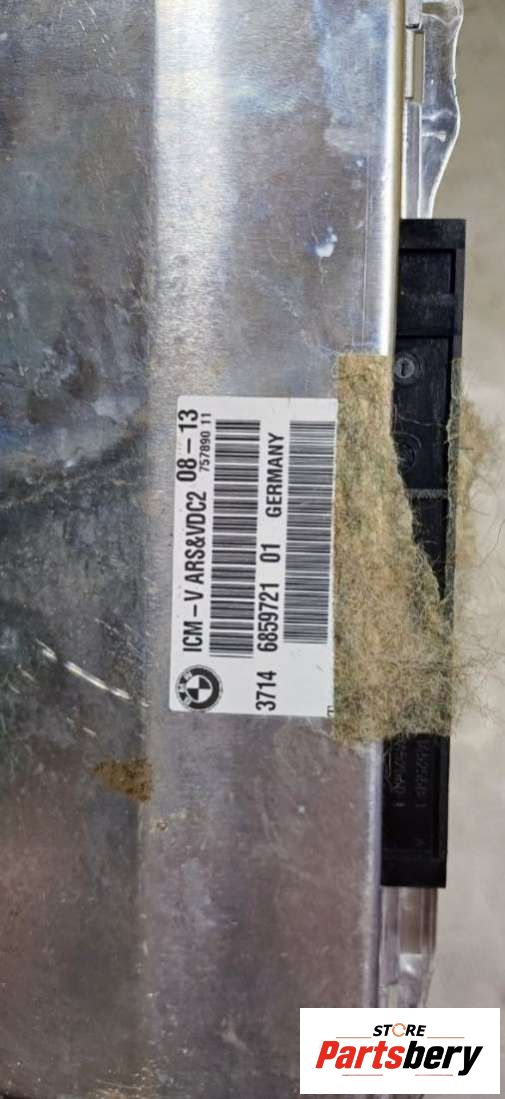 ICM-V ARS&VDC2 08-13
757890 11
3714 6859721 01 GERMANY
STORE
Partsbery